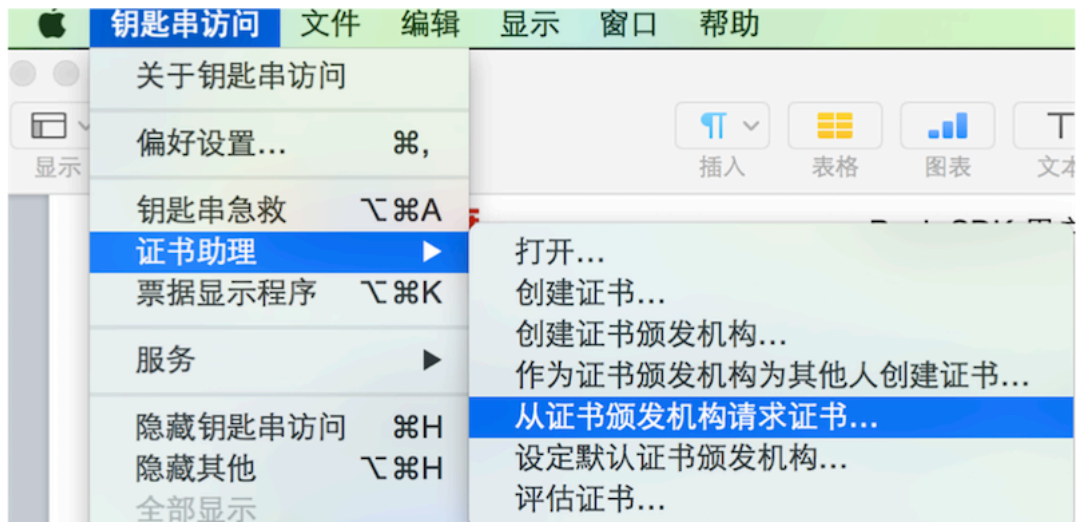 钥匙串访问 文件 编辑 显示 窗口 帮助
关于钥匙串访问
偏好设置... ⌘,
钥匙串急救 ⌥⌘A
证书助理 ▶
票据显示程序 ⌥⌘K
服务 ▶
隐藏钥匙串访问 ⌘H
隐藏其他 ⌥⌘H
全部显示
显示
插入 表格 图表
打开...
创建证书...
创建证书颁发机构...
作为证书颁发机构为其他人创建证书...
从证书颁发机构请求证书...
设定默认证书颁发机构...
评估证书...